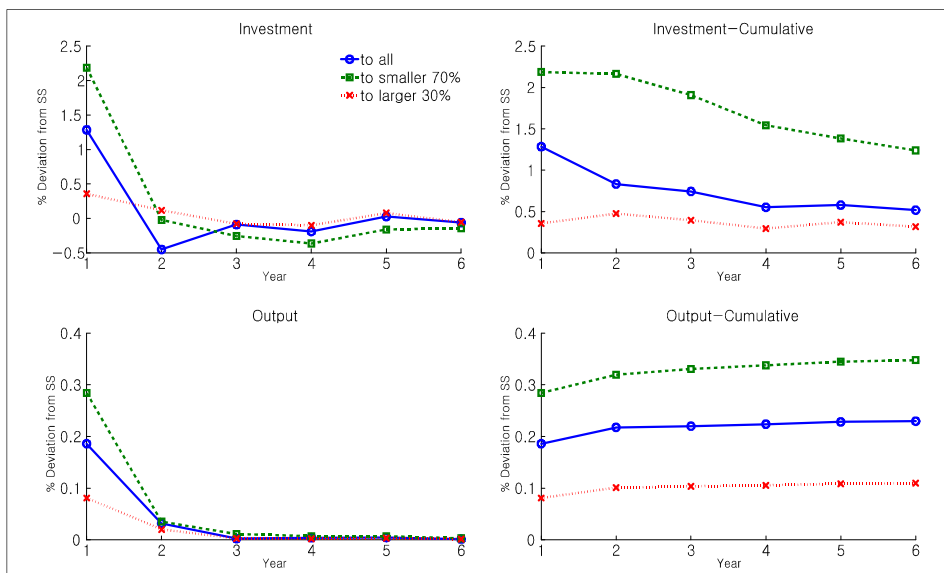 Investment
% Deviation from SS
2.5
2
1.5
1
0.5
0
−0.5
1 2 3 4 5 6
Year
to all
to smaller 70%
to larger 30%
Investment−Cumulative
% Deviation from SS
2.5
2
1.5
1
0.5
0
1 2 3 4 5 6
Year
Output
% Deviation from SS
0.4
0.3
0.2
0.1
0
1 2 3 4 5 6
Year
Output−Cumulative
% Deviation from SS
0.4
0.3
0.2
0.1
0
1 2 3 4 5 6
Year